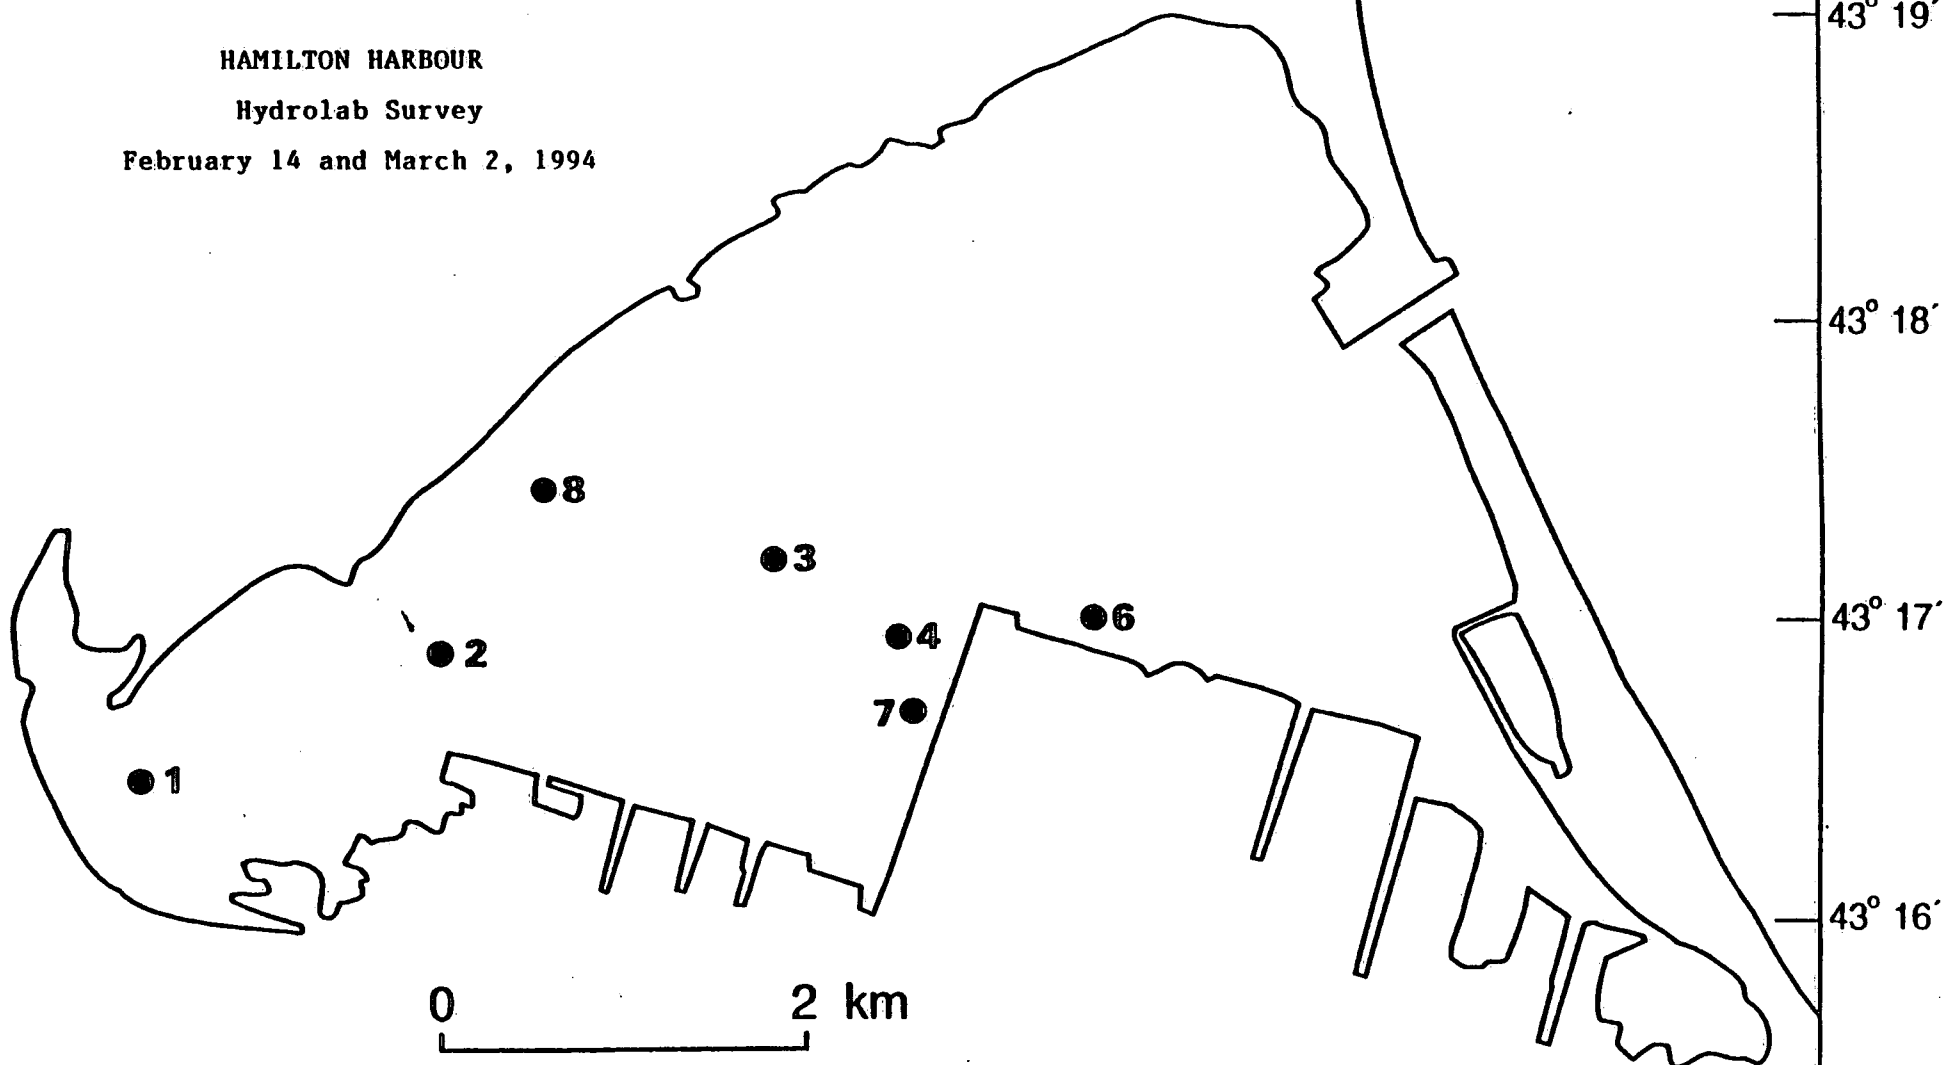 HAMILTON HARBOUR
Hydrolab Survey
February 14 and March 2, 1994
43° 19′
43° 18′
8
3
6
4
43° 17′
2
7
1
43° 16′
0 2 km